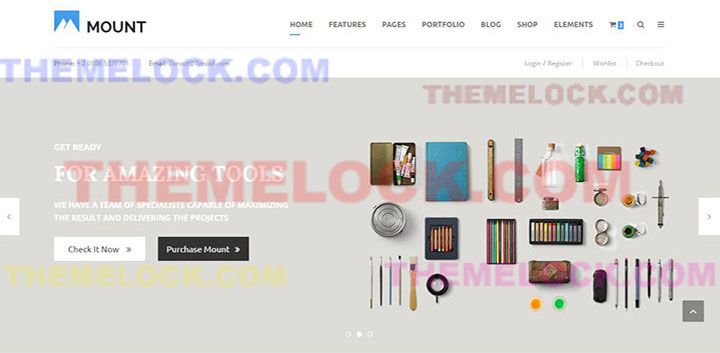 MOUNT
HOME FEATURES PAGES PORTFOLIO BLOG SHOP ELEMENTS 3
Phone: + 2 0106 5370701 Email: Login / Register Wishlist Checkout
THEMELOCK.COM
THEMELOCK.COM
GET READY
FOR AMAZING TOOLS
THEMELOCK.COM
WE HAVE A TEAM OF SPECIALISTS CAPABLE OF MAXIMIZING
THE RESULT AND DELIVERING THE PROJECTS
Check It Now » Purchase Mount »
THEMELOCK.COM
THEMELOCK.COM